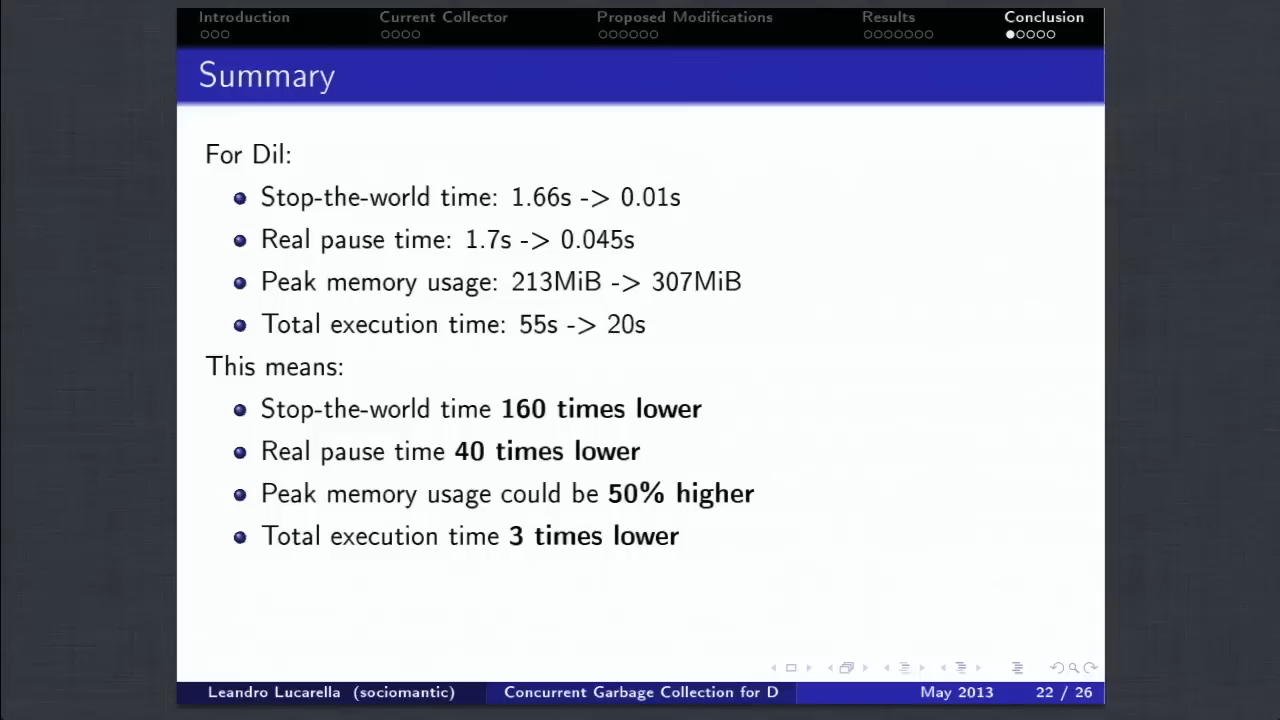 Introduction Current Collector Proposed Modifications Results Conclusion
Summary
For Dil:
Stop-the-world time: 1.66s -> 0.01s
Real pause time: 1.7s -> 0.045s
Peak memory usage: 213MiB -> 307MiB
Total execution time: 55s -> 20s
This means:
Stop-the-world time 160 times lower
Real pause time 40 times lower
Peak memory usage could be 50% higher
Total execution time 3 times lower
Leandro Lucarella (sociomantic) Concurrent Garbage Collection for D May 2013 22 / 26